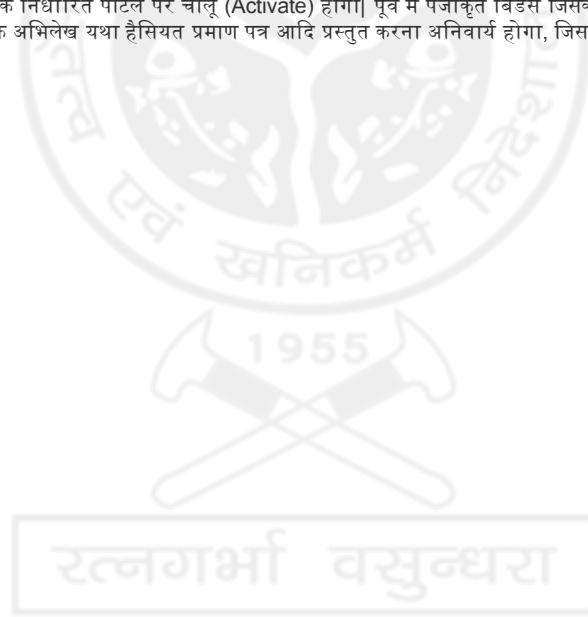 के निर्धारित पोर्टल पर चालू (Activate) होगा| पूर्व में पंजीकृत बिडर्स
अभिलेख यथा हैसियत प्रमाण पत्र आदि प्रस्तुत करना अनिवार्य होगा,
एवं खनिकर्म
1955
रत्नगर्भा वसुन्धरा